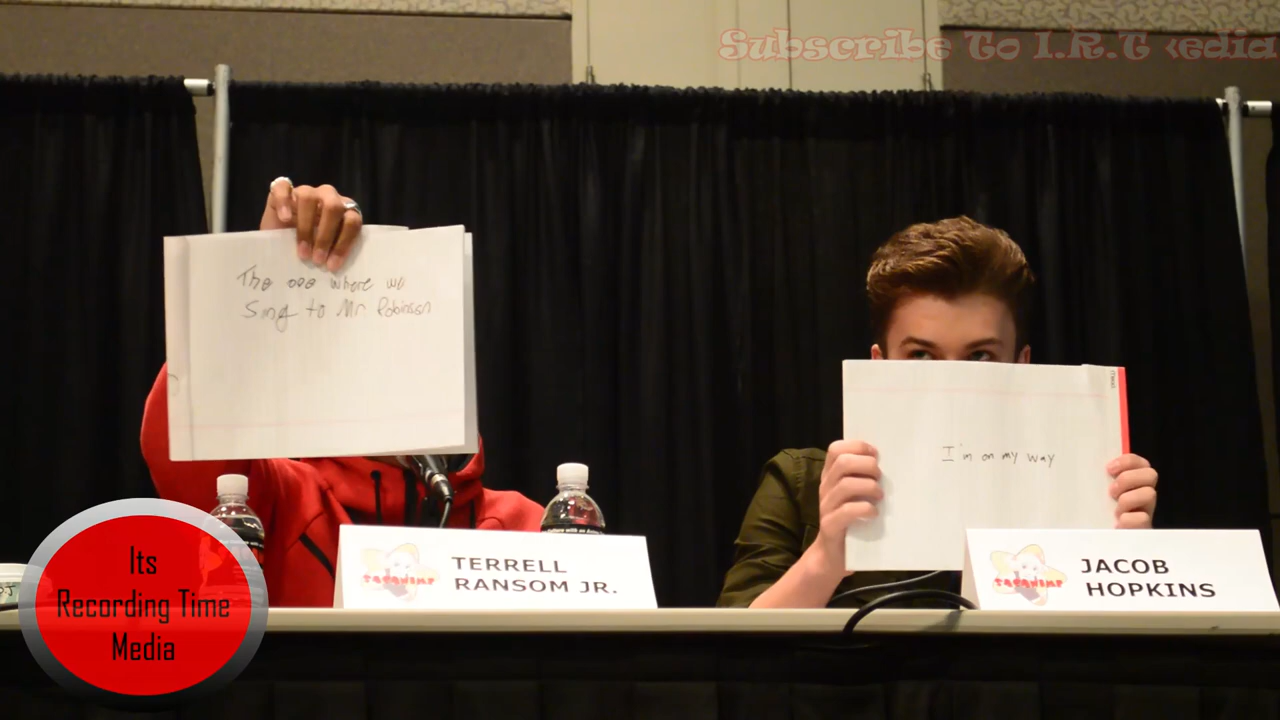 Subscribe To I.R.T
The one where we
Sing to Mr. Robinson
I'm on my way
TERRELL
RANSOM JR.
JACOB
HOPKINS
Its
Recording Time
Media